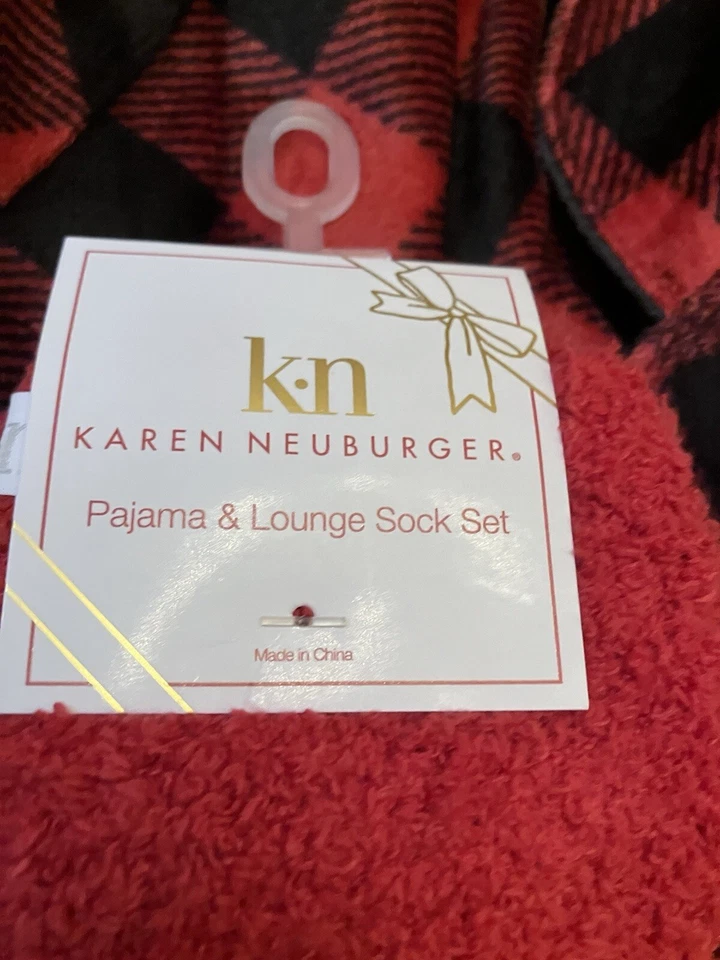 k·n
KAREN NEUBURGER®
Pajama & Lounge Sock Set
Made in China